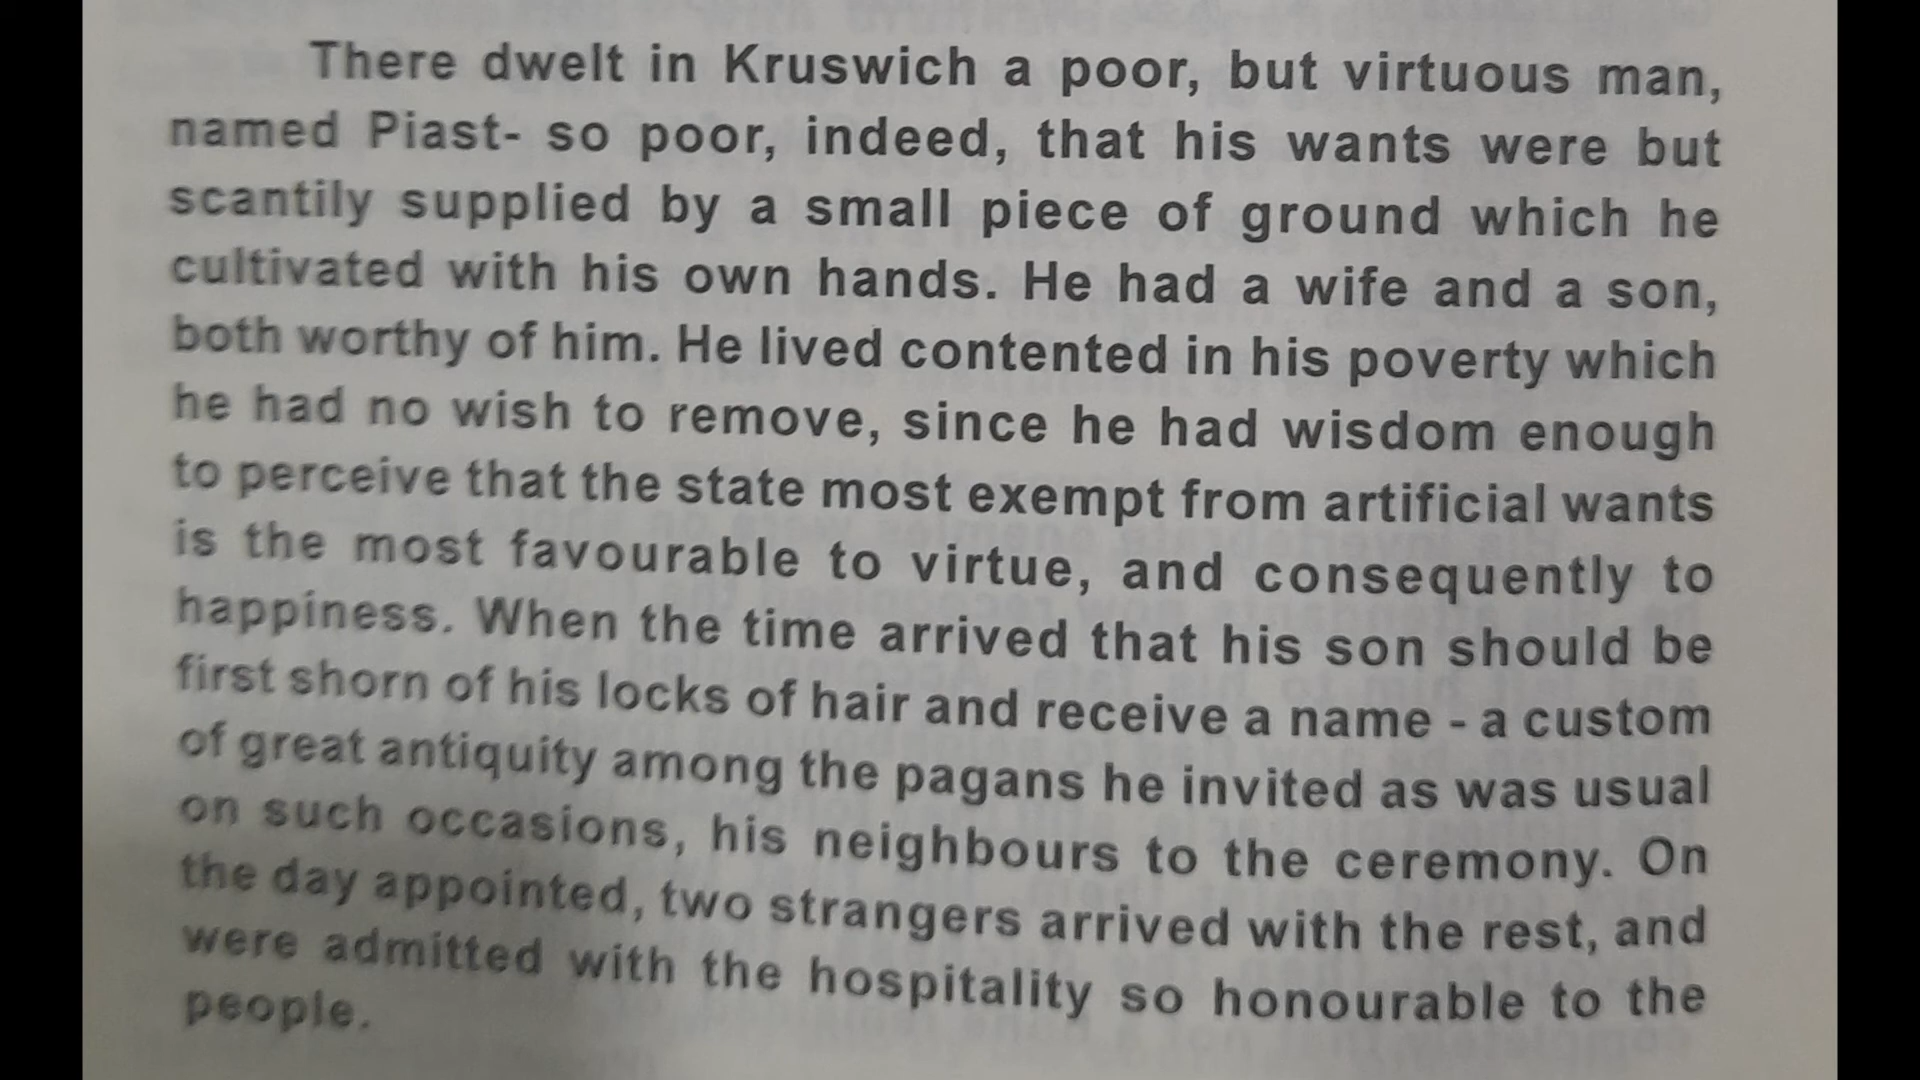 There dwelt in Kruswich a poor, but virtuous man,
named Piast- so poor, indeed, that his wants were but
scantily supplied by a small piece of ground which he
cultivated with his own hands. He had a wife and a son,
both worthy of him. He lived contented in his poverty which
he had no wish to remove, since he had wisdom enough
to perceive that the state most exempt from artificial wants
is the most favourable to virtue, and consequently to
happiness. When the time arrived that his son should be
first shorn of his locks of hair and receive a name - a custom
of great antiquity among the pagans he invited as was usual
on such occasions, his neighbours to the ceremony. On
the day appointed, two strangers arrived with the rest, and
were admitted with the hospitality so honourable to the
people.